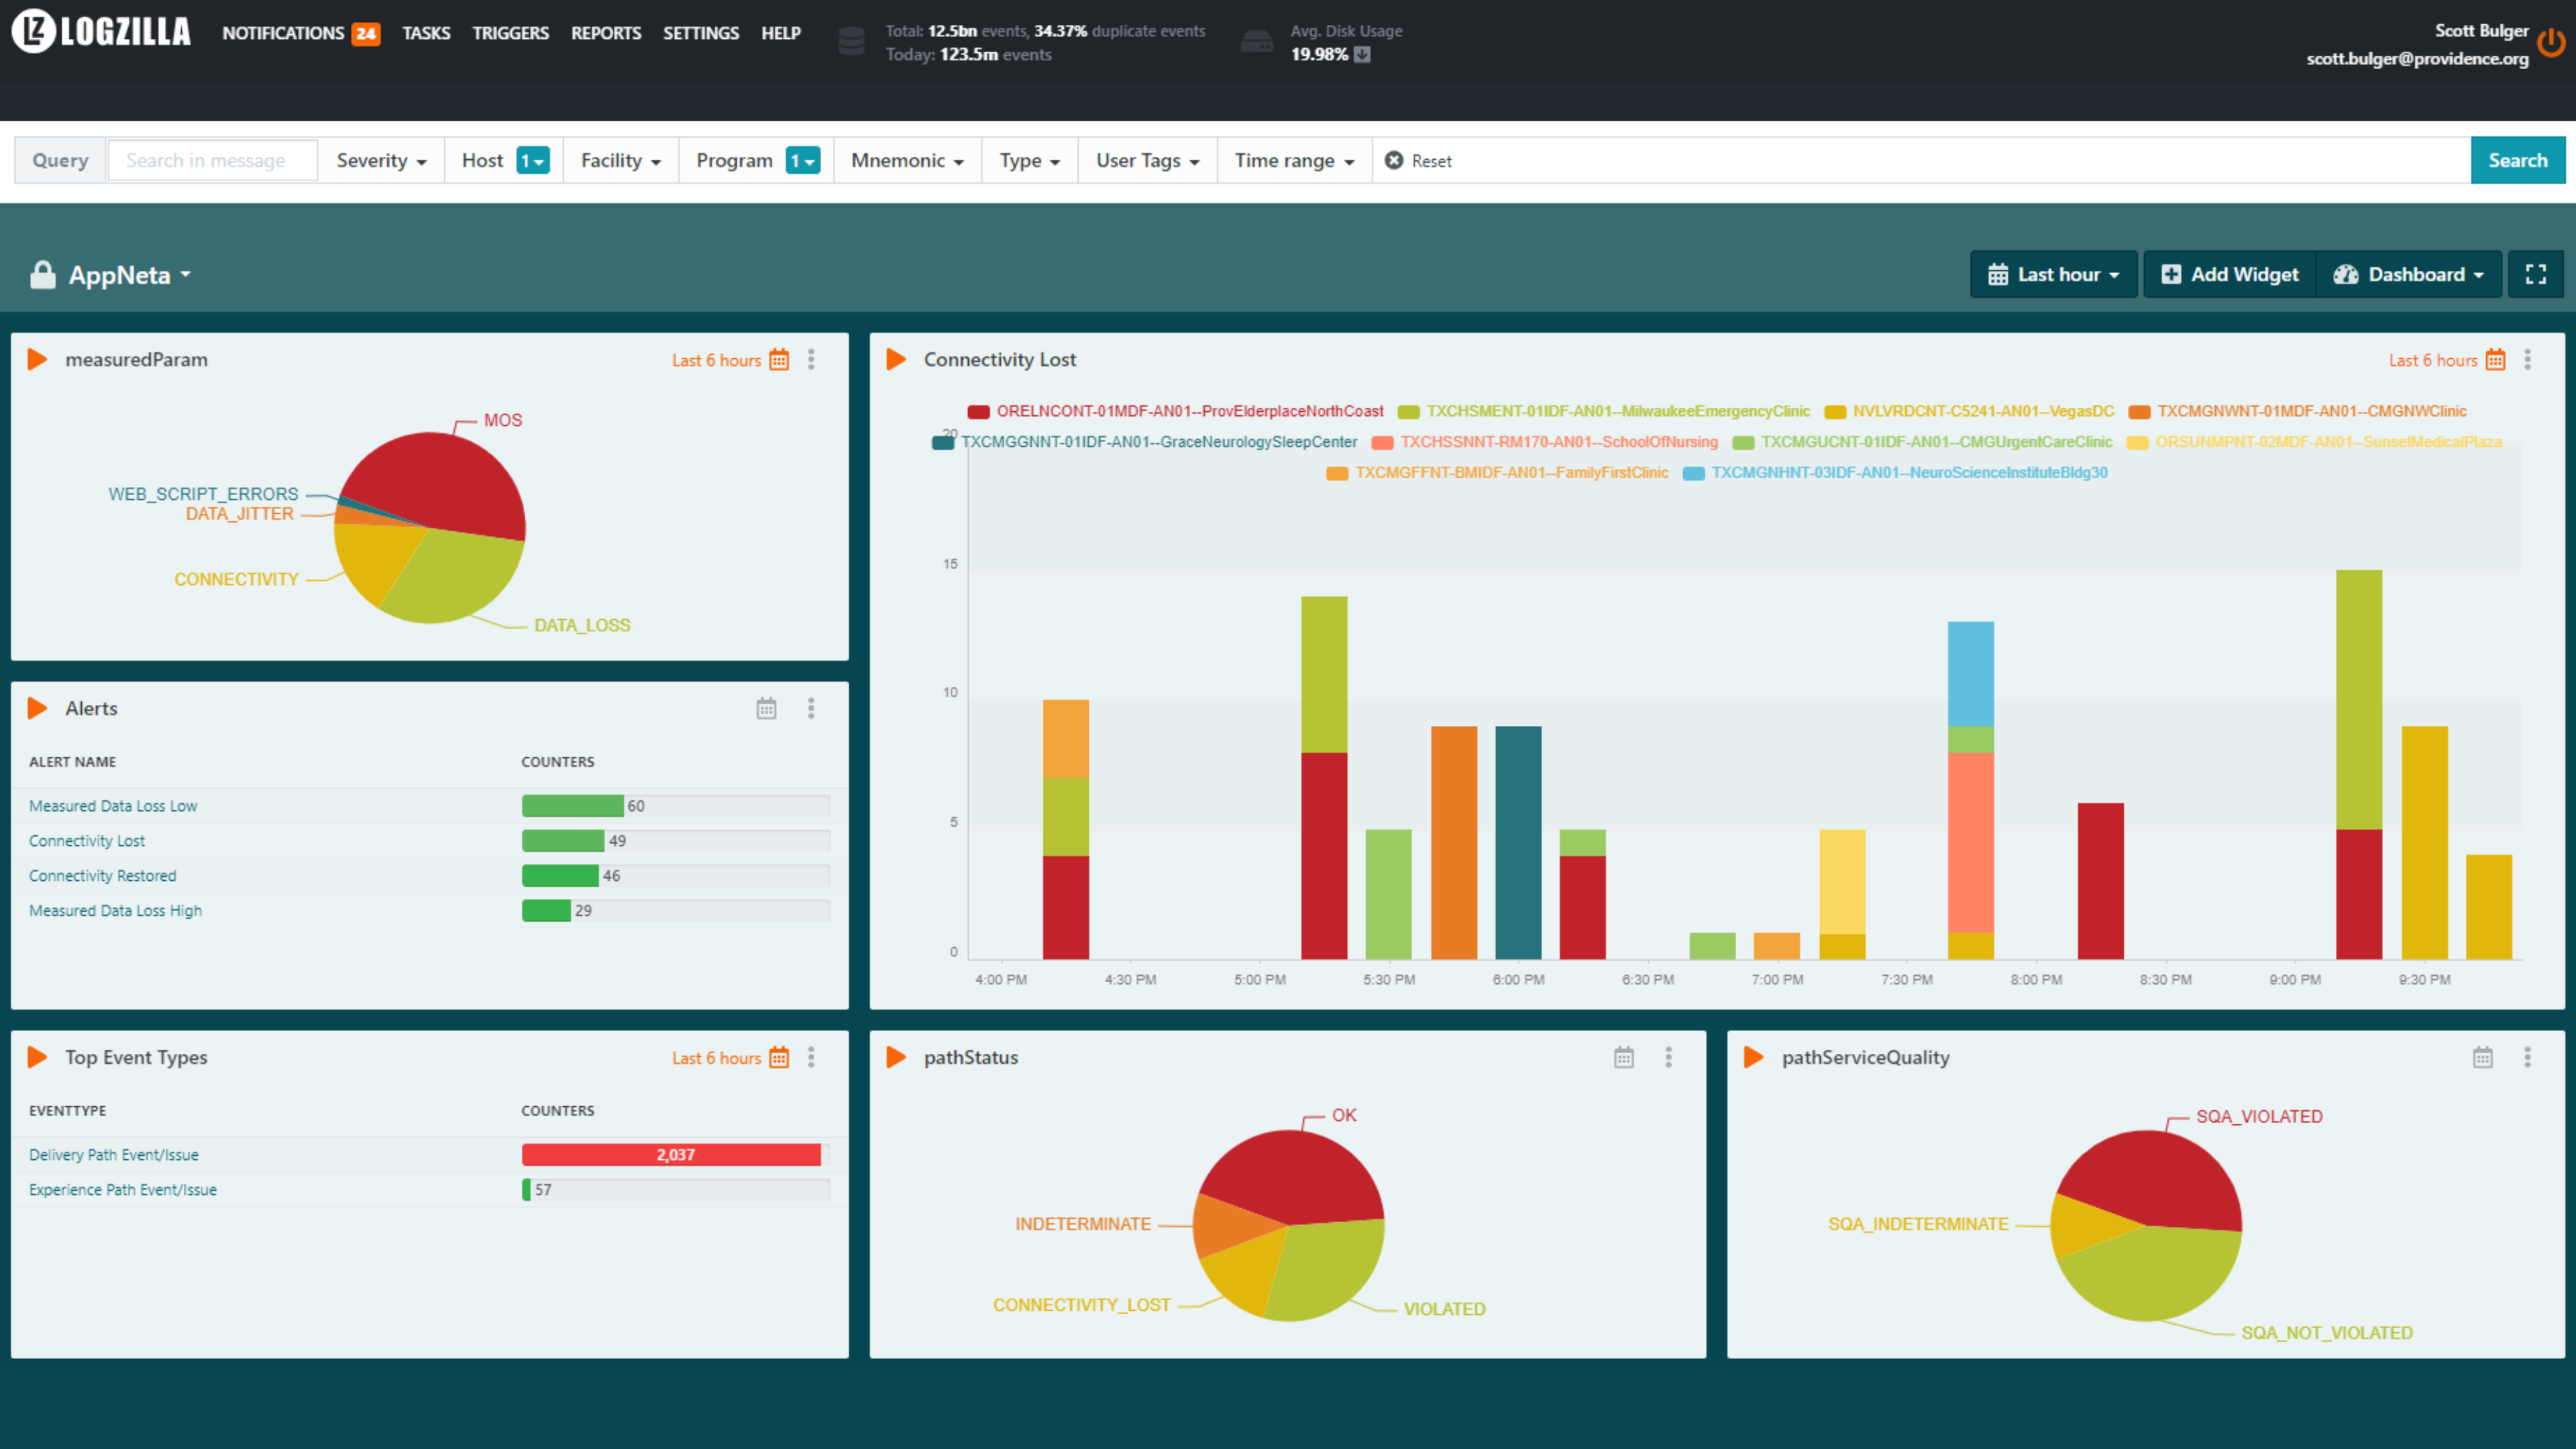 LZ LOGZILLA NOTIFICATIONS 24 TASKS TRIGGERS REPORTS SETTINGS HELP
Total: 12.5bn events, 34.37% duplicate events
Today: 123.5m events
Avg. Disk Usage
19.98%
Scott Bulger
scott.bulger@providence.org
Query Search in message Severity Host 1 Facility Program 1 Mnemonic Type User Tags Time range Reset Search
AppNeta Last hour Add Widget Dashboard
measuredParam Last 6 hours
MOS
WEB_SCRIPT_ERRORS
DATA_JITTER
CONNECTIVITY
DATA_LOSS
Connectivity Lost Last 6 hours
ORELNCONT-01MDF-AN01--ProvElderplaceNorthCoast TXCHSMENT-01IDF-AN01--MilwaukeeEmergencyClinic NVLVRDCNT-C5241-AN01--VegasDC TXCMGNWNT-01MDF-AN01--CMGNWClinic
TXCMGGNNT-01IDF-AN01--GraceNeurologySleepCenter TXCHSSNNT-RM170-AN01--SchoolOfNursing TXCMGUCNT-01IDF-AN01--CMGUrgentCareClinic ORSUNMPNT-02MDF-AN01--SunsetMedicalPlaza
TXCMGFFNT-BMIDF-AN01--FamilyFirstClinic TXCMGNHNT-03IDF-AN01--NeuroScienceInstituteBldg30
20
15
10
5
0
4:00 PM 4:30 PM 5:00 PM 5:30 PM 6:00 PM 6:30 PM 7:00 PM 7:30 PM 8:00 PM 8:30 PM 9:00 PM 9:30 PM
Alerts
ALERT NAME COUNTERS
Measured Data Loss Low 60
Connectivity Lost 49
Connectivity Restored 46
Measured Data Loss High 29
Top Event Types Last 6 hours
EVENTTYPE COUNTERS
Delivery Path Event/Issue 2,037
Experience Path Event/Issue 57
pathStatus
OK
INDETERMINATE
CONNECTIVITY_LOST
VIOLATED
pathServiceQuality
SQA_VIOLATED
SQA_INDETERMINATE
SQA_NOT_VIOLATED